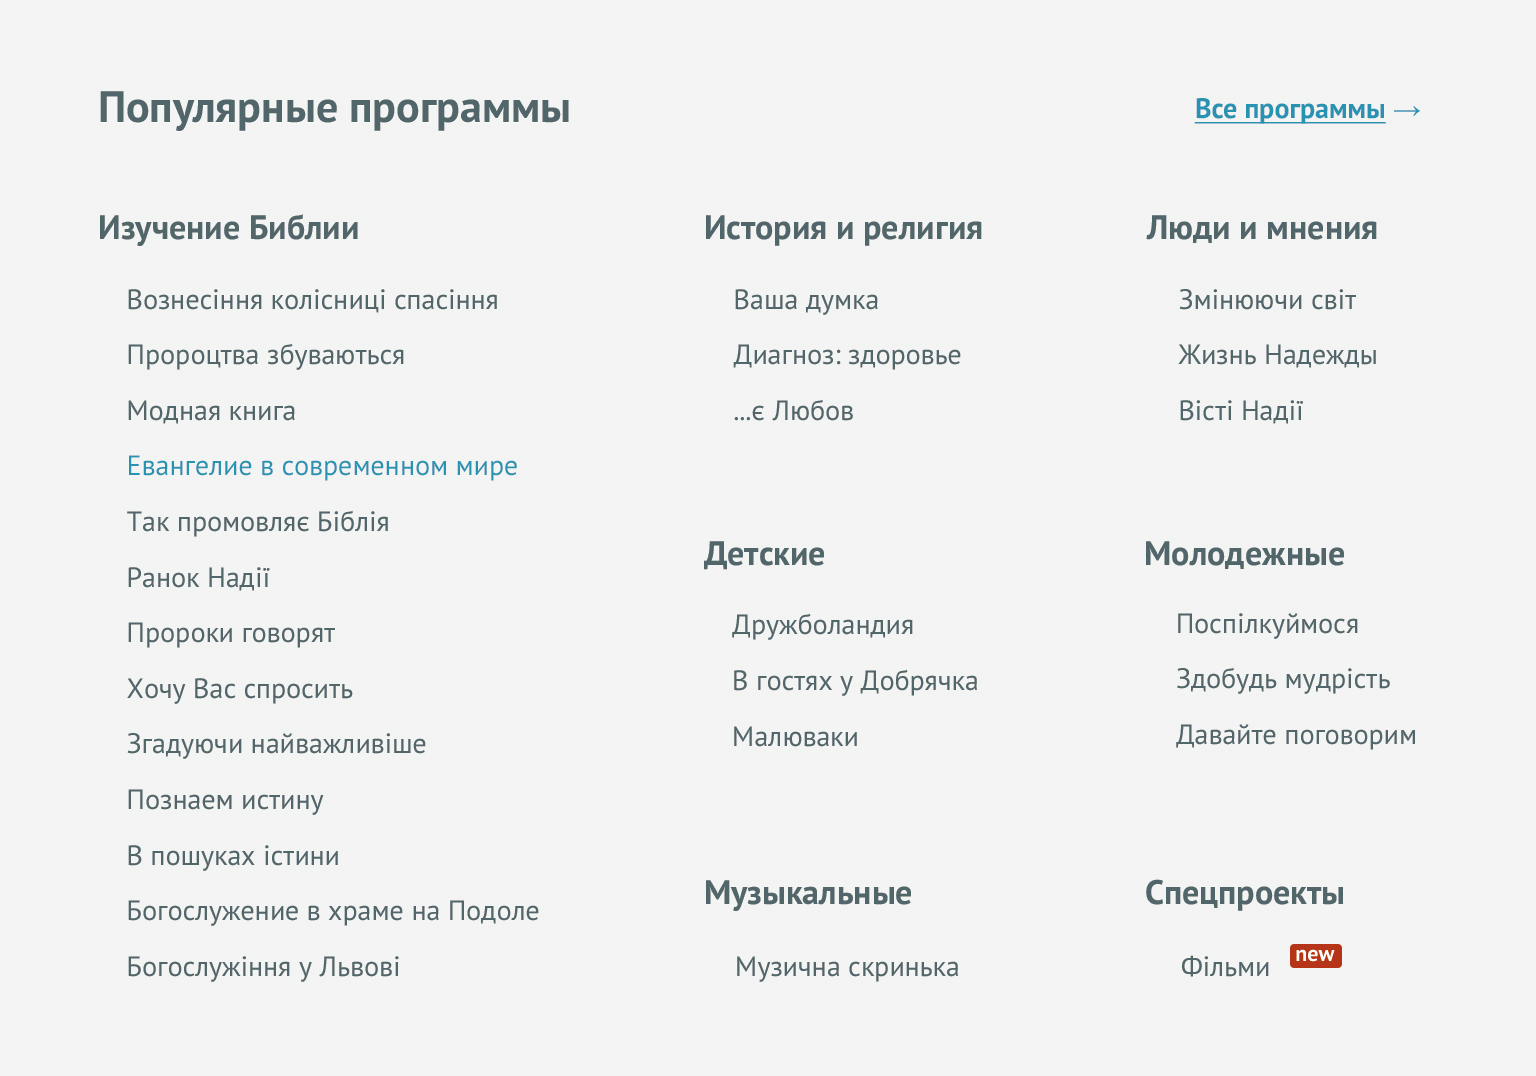 Популярные программы
Все программы →
Изучение Библии
Вознесіння колісниці спасіння
Пророцтва збуваються
Модная книга
Евангелие в современном мире
Так промовляє Біблія
Ранок Надії
Пророки говорят
Хочу Вас спросить
Згадуючи найважливіше
Познаем истину
В пошуках істини
Богослужение в храме на Подоле
Богослужіння у Львові
История и религия
Ваша думка
Диагноз: здоровье
...є Любов
Люди и мнения
Змінюючи світ
Жизнь Надежды
Вісті Надії
Детские
Дружболандия
В гостях у Добрячка
Малюваки
Молодежные
Поспілкуймося
Здобудь мудрість
Давайте поговорим
Музыкальные
Музична скринька
Спецпроекты
Фільми new